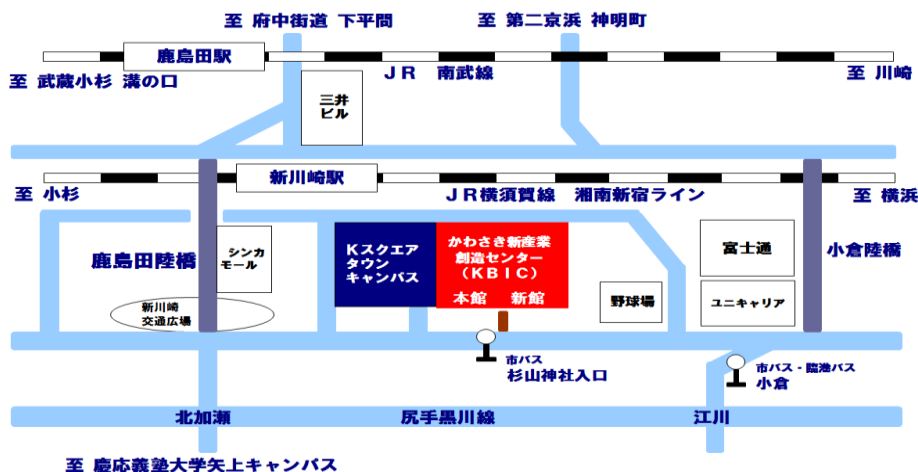 至 府中街道 下平間
至 第二京浜 神明町
鹿島田駅
至 武蔵小杉 溝の口
ＪＲ 南武線
至 川崎
三井
ビル
新川崎駅
至 小杉
ＪＲ横須賀線 湘南新宿ライン
至 横浜
鹿島田陸橋
シンカ
モール
Ｋスクエア
タウン
キャンパス
かわさき新産業
創造センター
（ＫＢＩＣ）
本館 新館
富士通
小倉陸橋
野球場
ユニキャリア
新川崎
交通広場
市バス
杉山神社入口
市バス・臨港バス
小倉
北加瀬
尻手黒川線
江川
至 慶応義塾大学矢上キャンパス